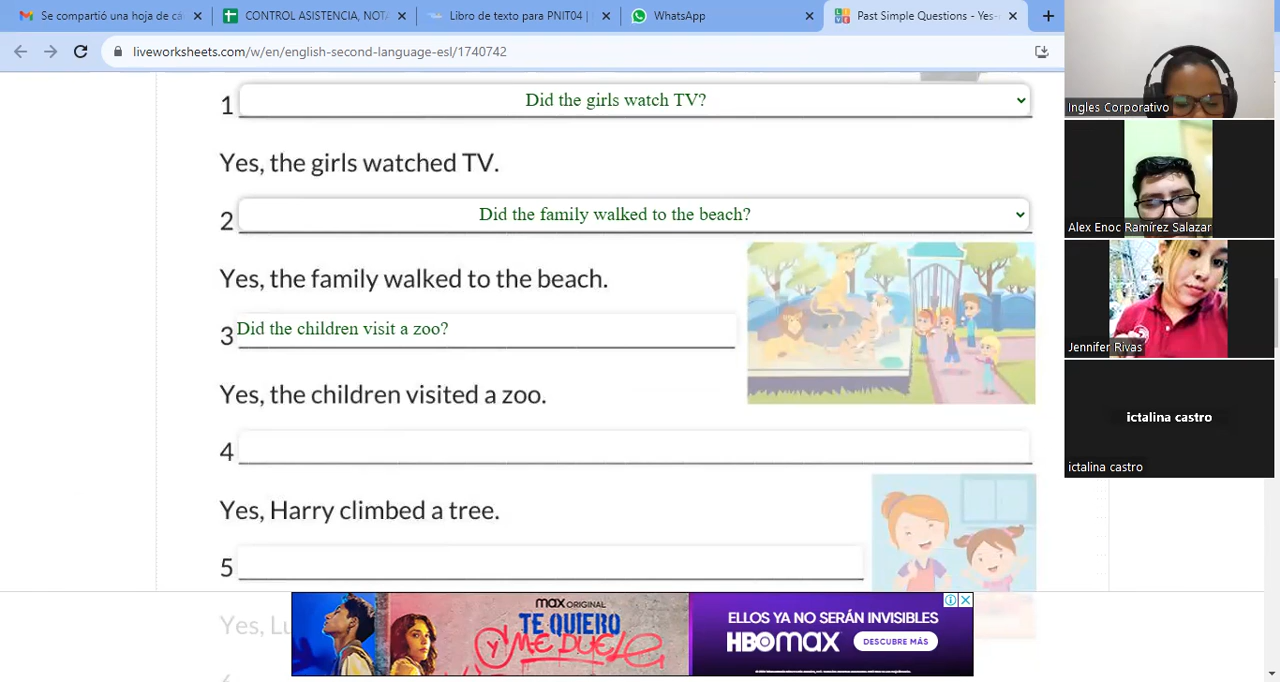 Se compartió una hoja de cá
CONTROL ASISTENCIA, NOTA
Libro de texto para PNIT04 |
WhatsApp
Past Simple Questions - Yes-
liveworksheets.com/w/en/english-second-language-esl/1740742
1 Did the girls watch TV?
Yes, the girls watched TV.
2 Did the family walked to the beach?
Yes, the family walked to the beach.
3 Did the children visit a zoo?
Yes, the children visited a zoo.
4
Yes, Harry climbed a tree.
5
Yes, Lu
max ORIGINAL
TE QUIERO
Y ME DUELE
ELLOS YA NO SERÁN INVISIBLES
HBOmax
DESCUBRE MÁS
Ingles Corporativo
Alex Enoc Ramírez Salazar
Jennifer Rivas
ictalina castro
ictalina castro